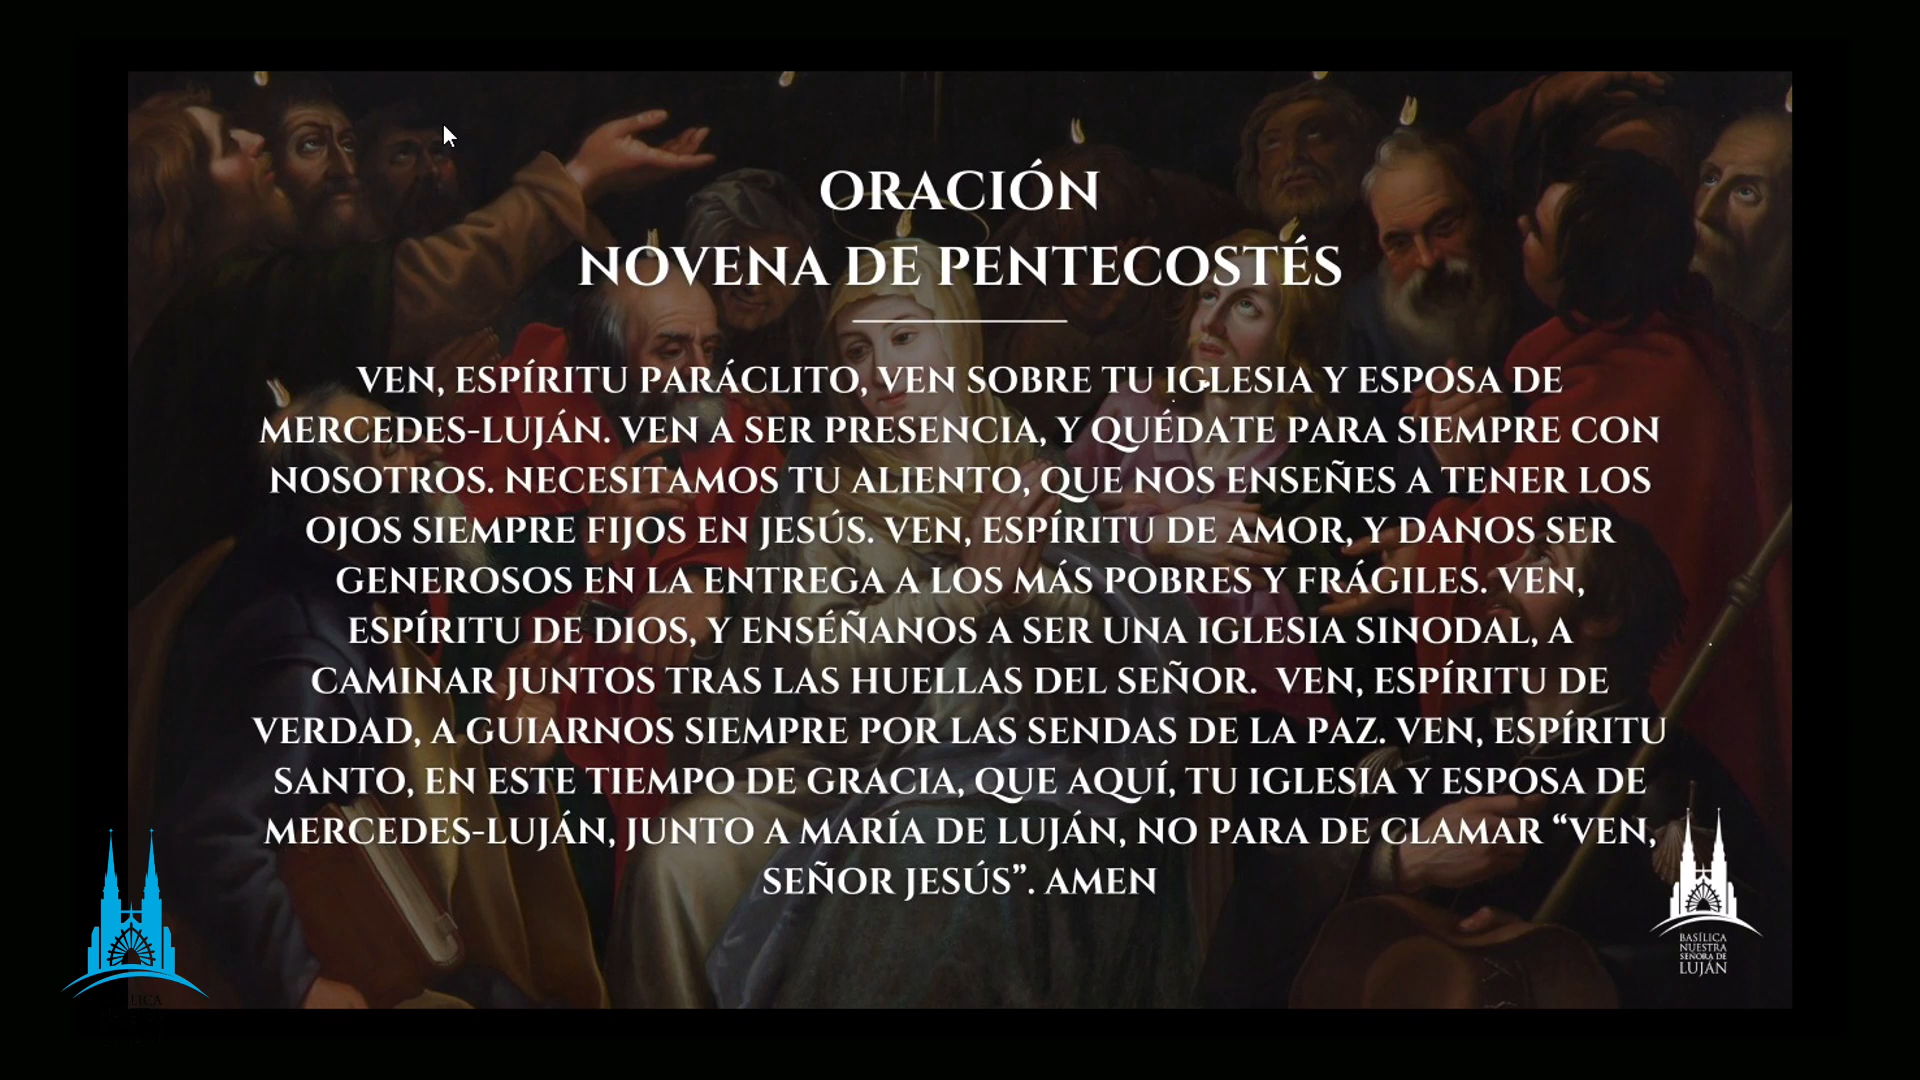 ORACIÓN
NOVENA DE PENTECOSTÉS
VEN, ESPÍRITU PARÁCLITO, VEN SOBRE TU IGLESIA Y ESPOSA DE
MERCEDES-LUJÁN. VEN A SER PRESENCIA, Y QUÉDATE PARA SIEMPRE CON
NOSOTROS. NECESITAMOS TU ALIENTO, QUE NOS ENSEÑES A TENER LOS
OJOS SIEMPRE FIJOS EN JESÚS. VEN, ESPÍRITU DE AMOR, Y DANOS SER
GENEROSOS EN LA ENTREGA A LOS MÁS POBRES Y FRÁGILES. VEN,
ESPÍRITU DE DIOS, Y ENSÉÑANOS A SER UNA IGLESIA SINODAL, A
CAMINAR JUNTOS TRAS LAS HUELLAS DEL SEÑOR. VEN, ESPÍRITU DE
VERDAD, A GUIARNOS SIEMPRE POR LAS SENDAS DE LA PAZ. VEN, ESPÍRITU
SANTO, EN ESTE TIEMPO DE GRACIA, QUE AQUÍ, TU IGLESIA Y ESPOSA DE
MERCEDES-LUJÁN, JUNTO A MARÍA DE LUJÁN, NO PARA DE CLAMAR “VEN,
SEÑOR JESÚS”. AMEN
BASÍLICA
NUESTRA
SEÑORA DE
LUJÁN